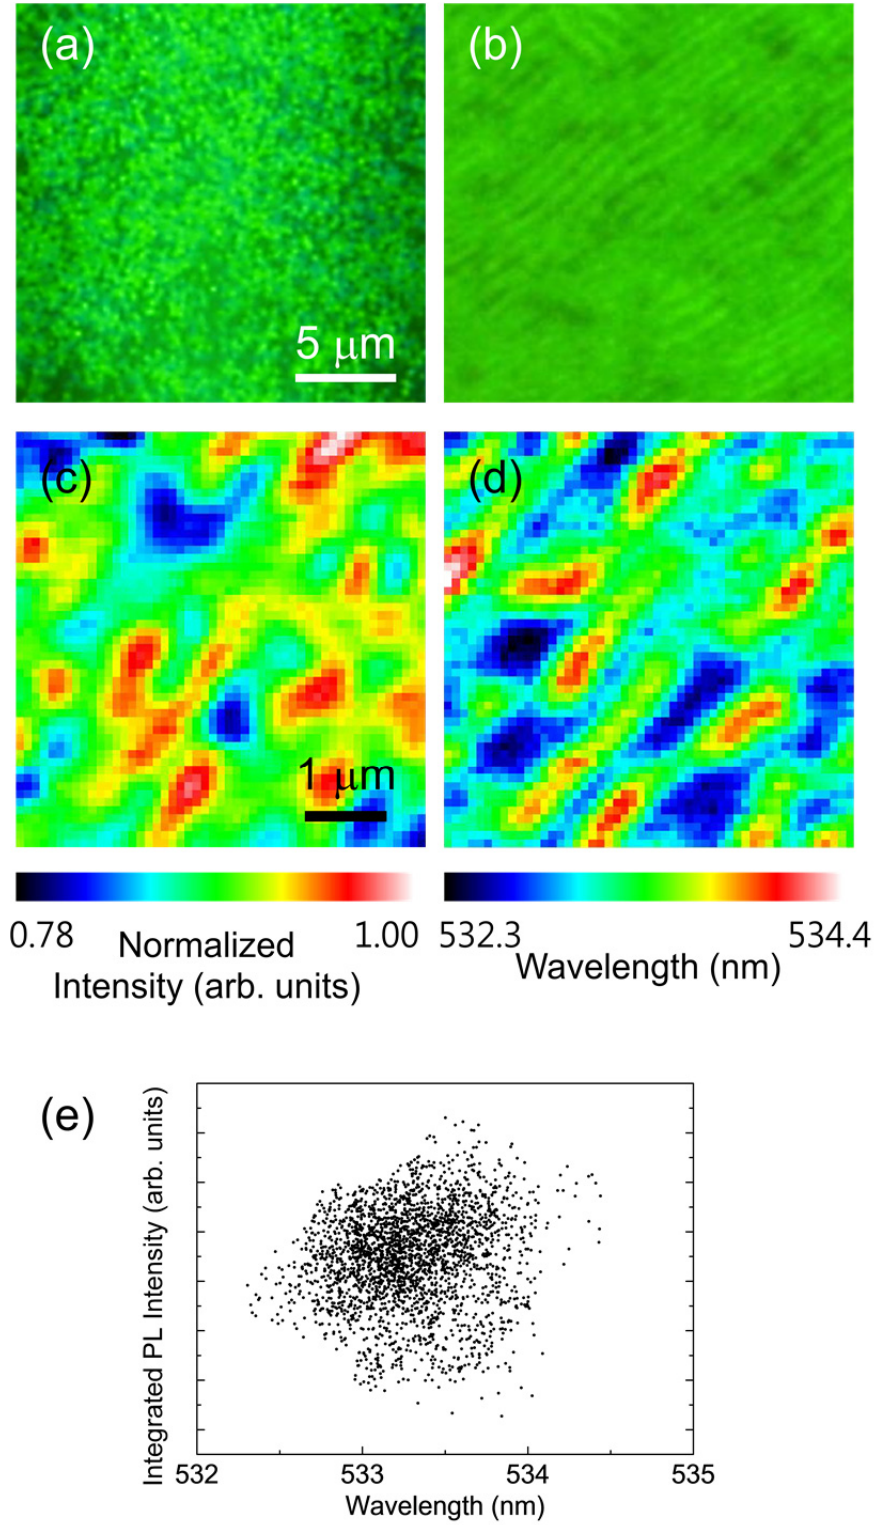 (a)
(b)
5 μm
(c)
(d)
1 μm
0.78
1.00
532.3
534.4
Normalized
Intensity (arb. units)
Wavelength (nm)
(e)
Integrated PL Intensity (arb. units)
532
533
534
535
Wavelength (nm)